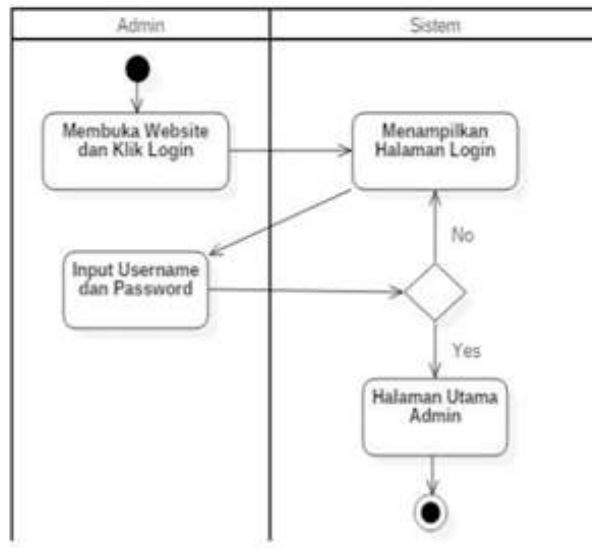 Admin
Sistem
Membuka Website
dan Klik Login
Menampilkan
Halaman Login
No
Input Username
dan Password
Yes
Halaman Utama
Admin